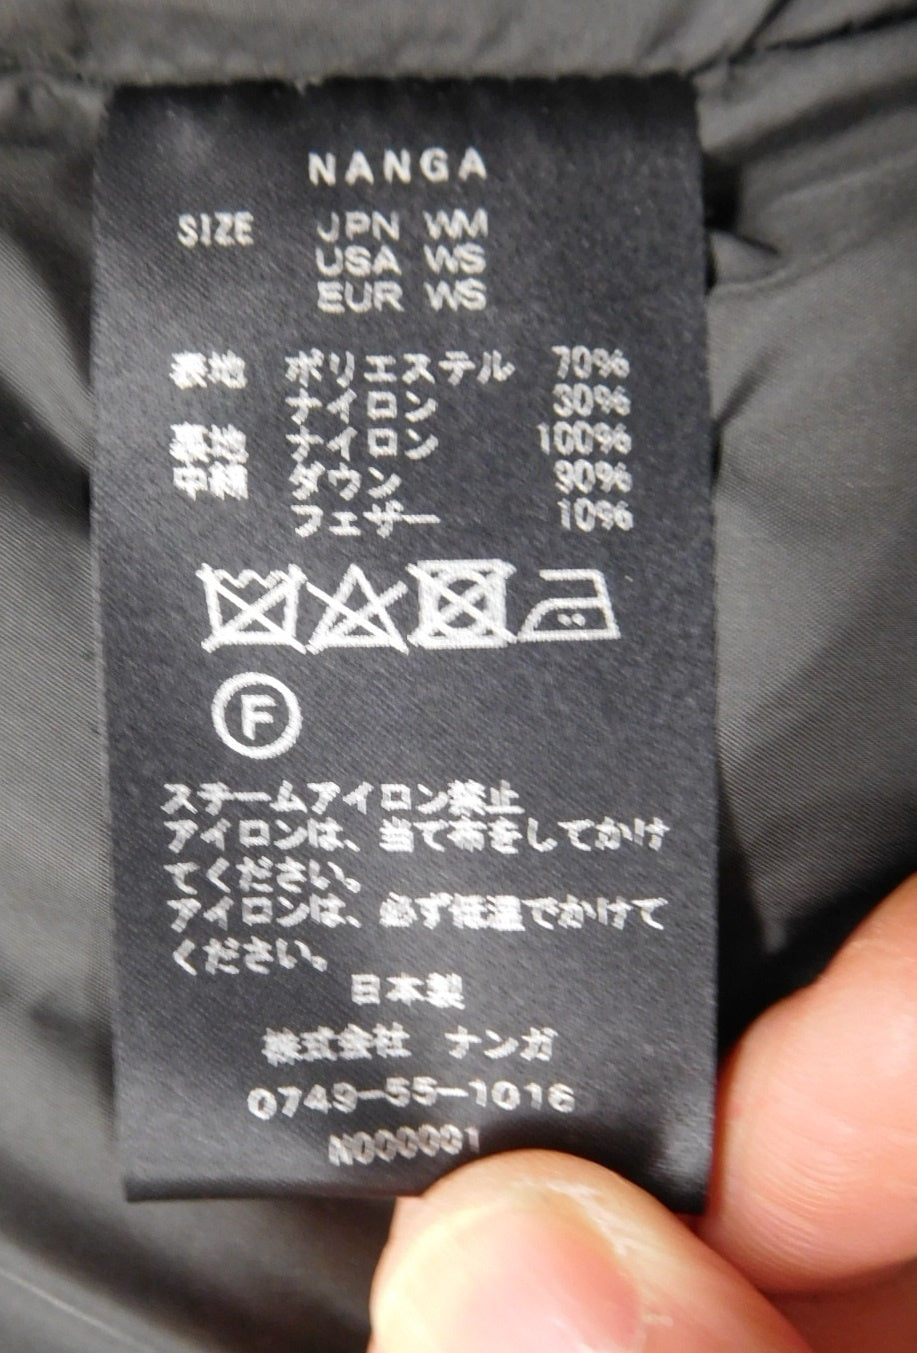 NANGA
SIZE JPN WM
USA WS
EUR WS
表地 ポリエステル 70%
ナイロン 30%
裏地 ナイロン 100%
中綿 ダウン 90%
フェザー 10%
F
スチームアイロン禁止
アイロンは、当て布をしてかけ
てください。
アイロンは、必ず低温でかけて
ください。
日本製
株式会社 ナンガ
0749-55-1016
N000001